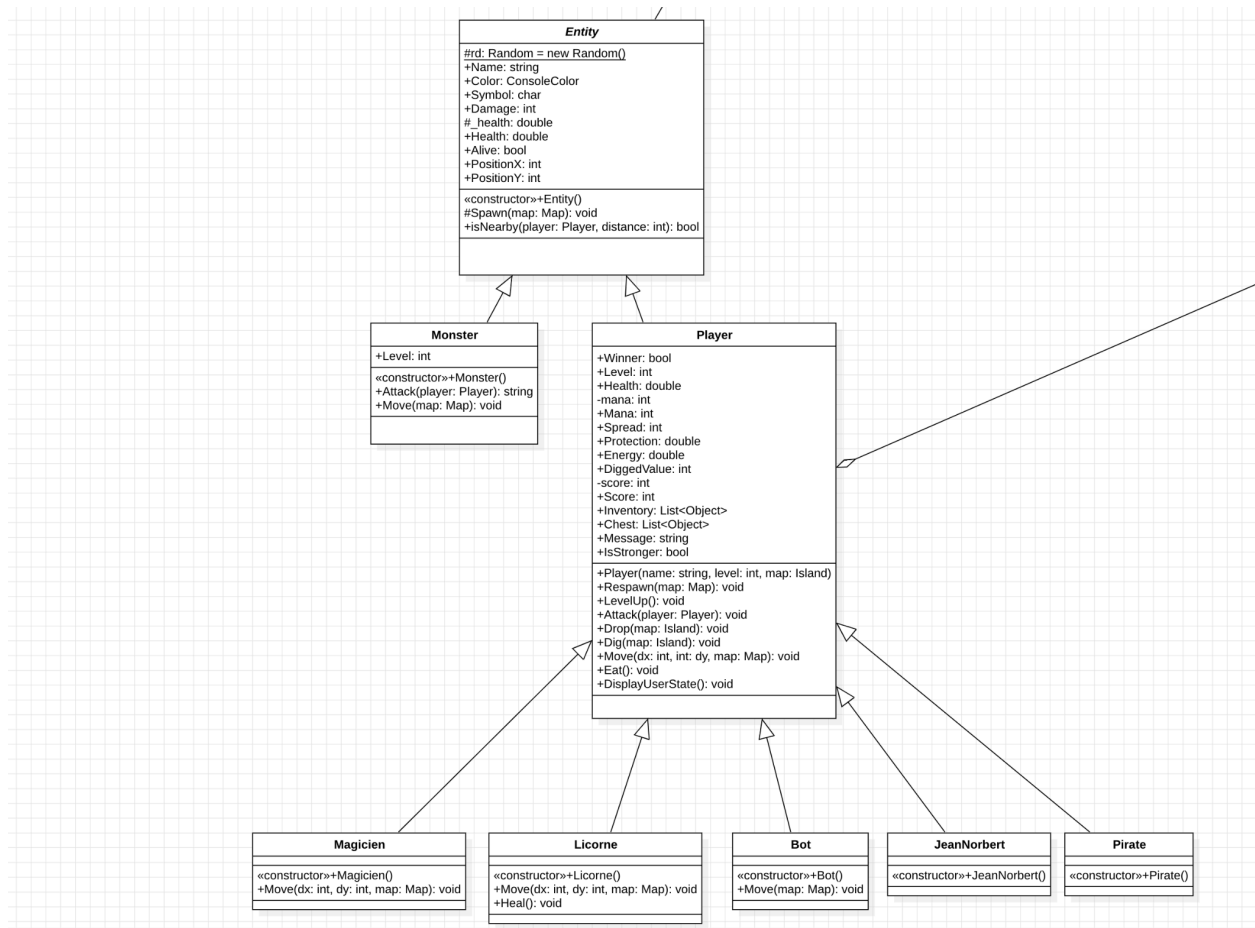 Entity
#rd: Random = new Random()
+Name: string
+Color: ConsoleColor
+Symbol: char
+Damage: int
#_health: double
+Health: double
+Alive: bool
+PositionX: int
+PositionY: int
«constructor»+Entity()
#Spawn(map: Map): void
+isNearby(player: Player, distance: int): bool
Monster
+Level: int
«constructor»+Monster()
+Attack(player: Player): string
+Move(map: Map): void
Player
+Winner: bool
+Level: int
+Health: double
-mana: int
+Mana: int
+Spread: int
+Protection: double
+Energy: double
+DiggedValue: int
-score: int
+Score: int
+Inventory: List<Object>
+Chest: List<Object>
+Message: string
+IsStronger: bool
+Player(name: string, level: int, map: Island)
+Respawn(map: Map): void
+LevelUp(): void
+Attack(player: Player): void
+Drop(map: Island): void
+Dig(map: Island): void
+Move(dx: int, int: dy, map: Map): void
+Eat(): void
+DisplayUserState(): void
Magicien
«constructor»+Magicien()
+Move(dx: int, dy: int, map: Map): void
Licorne
«constructor»+Licorne()
+Move(dx: int, dy: int, map: Map): void
+Heal(): void
Bot
«constructor»+Bot()
+Move(map: Map): void
JeanNorbert
«constructor»+JeanNorbert()
Pirate
«constructor»+Pirate()